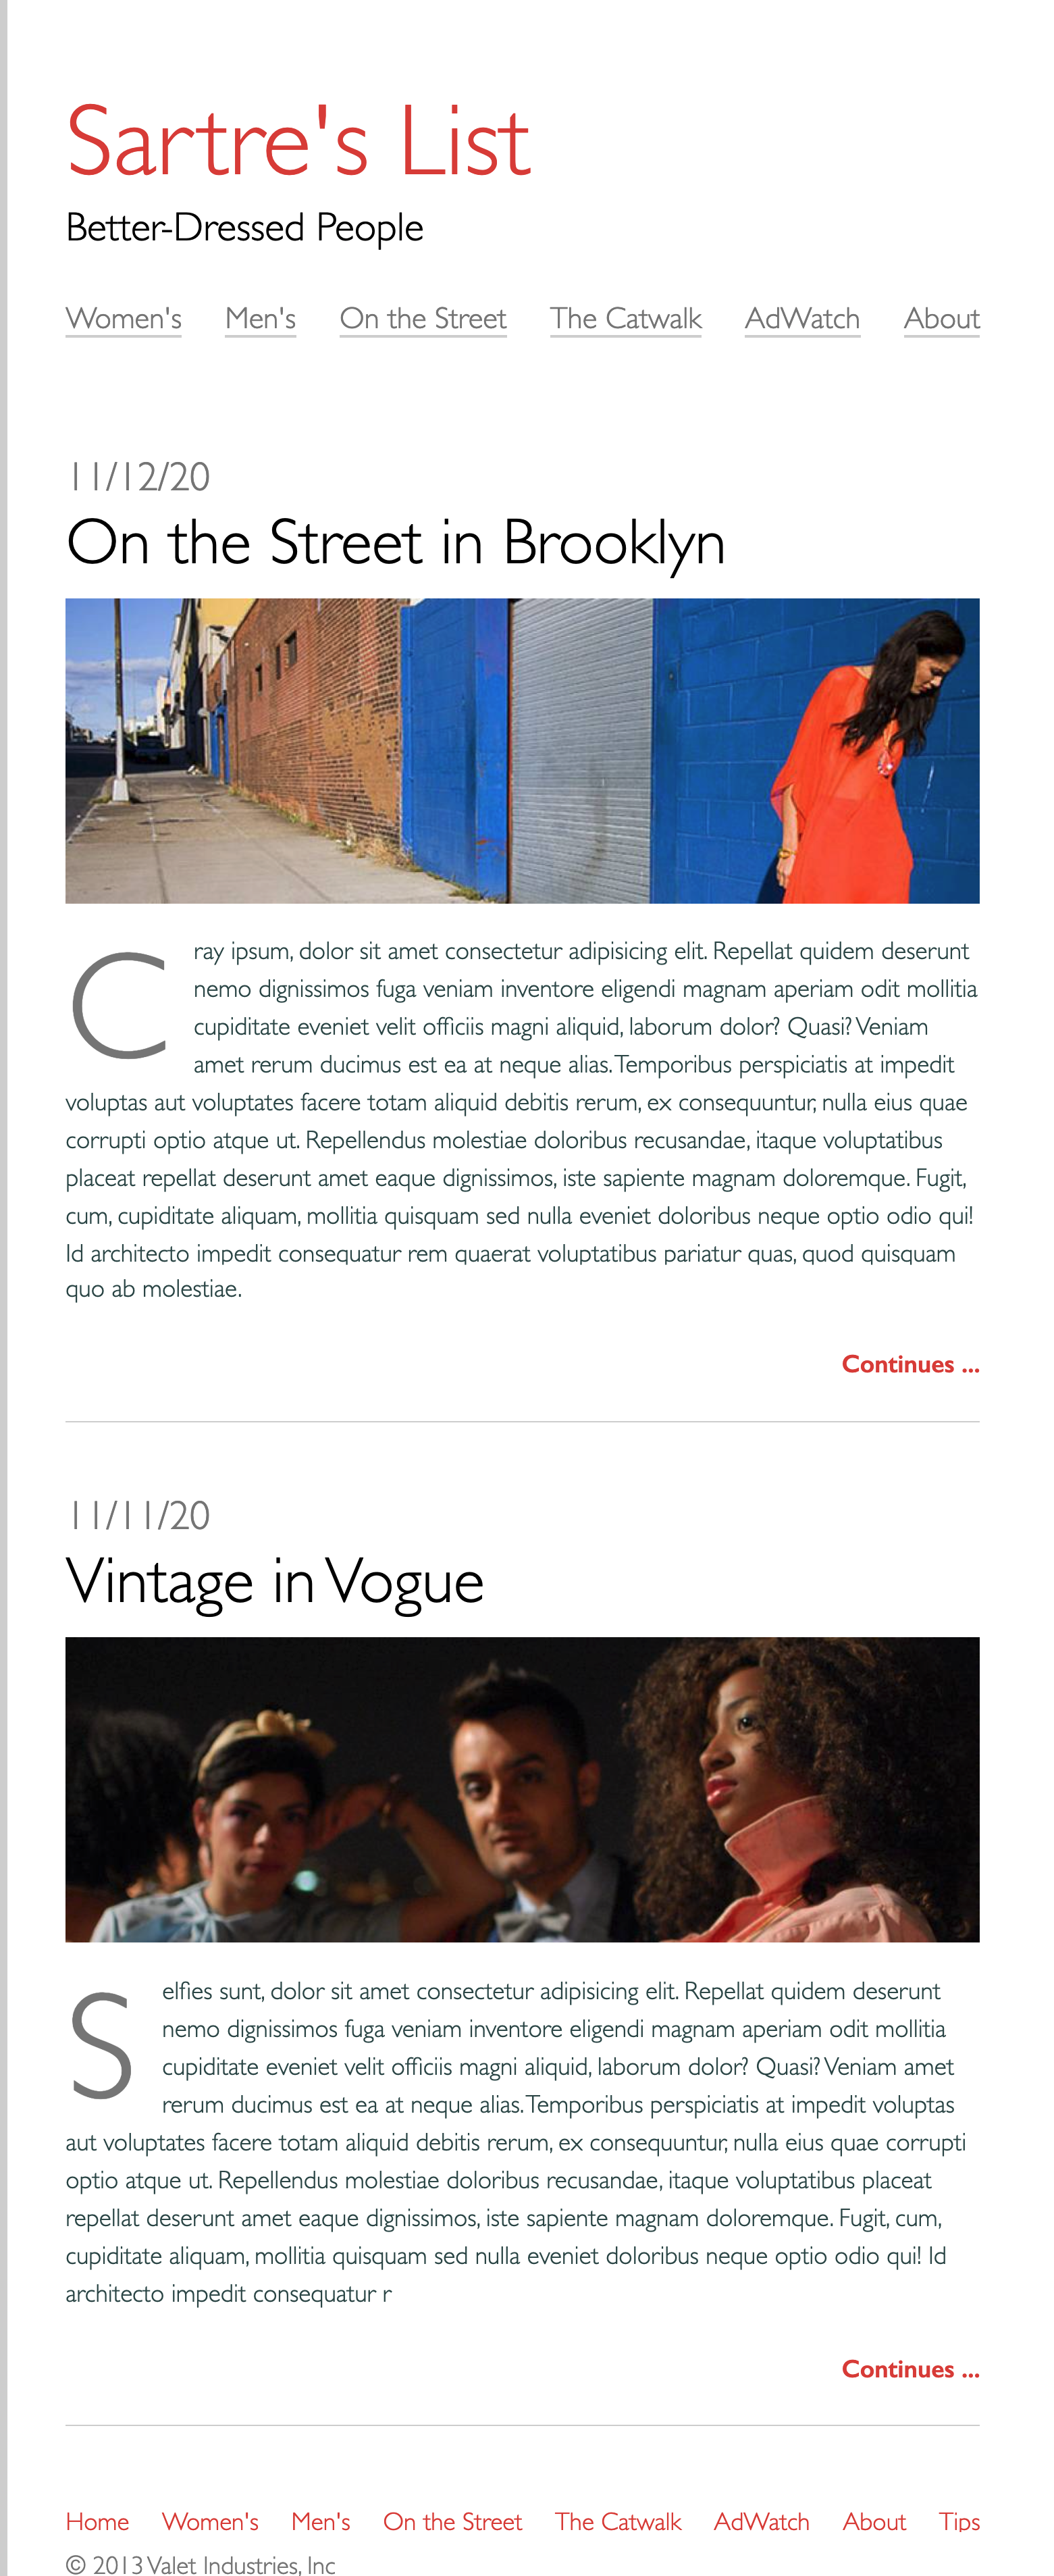 Sartre's List
Better-Dressed People
Women's Men's On the Street The Catwalk AdWatch About
11/12/20
On the Street in Brooklyn
Cray ipsum, dolor sit amet consectetur adipisicing elit. Repellat quidem deserunt
nemo dignissimos fuga veniam inventore eligendi magnam aperiam odit mollitia
cupiditate eveniet velit officiis magni aliquid, laborum dolor? Quasi? Veniam
amet rerum ducimus est ea at neque alias. Temporibus perspiciatis at impedit
voluptas aut voluptates facere totam aliquid debitis rerum, ex consequuntur, nulla eius quae
corrupti optio atque ut. Repellendus molestiae doloribus recusandae, itaque voluptatibus
placeat repellat deserunt amet eaque dignissimos, iste sapiente magnam doloremque. Fugit,
cum, cupiditate aliquam, mollitia quisquam sed nulla eveniet doloribus neque optio odio qui!
Id architecto impedit consequatur rem quaerat voluptatibus pariatur quas, quod quisquam
quo ab molestiae.
Continues ...
11/11/20
Vintage in Vogue
Selfies sunt, dolor sit amet consectetur adipisicing elit. Repellat quidem deserunt
nemo dignissimos fuga veniam inventore eligendi magnam aperiam odit mollitia
cupiditate eveniet velit officiis magni aliquid, laborum dolor? Quasi? Veniam amet
rerum ducimus est ea at neque alias. Temporibus perspiciatis at impedit voluptas
aut voluptates facere totam aliquid debitis rerum, ex consequuntur, nulla eius quae corrupti
optio atque ut. Repellendus molestiae doloribus recusandae, itaque voluptatibus placeat
repellat deserunt amet eaque dignissimos, iste sapiente magnam doloremque. Fugit, cum,
cupiditate aliquam, mollitia quisquam sed nulla eveniet doloribus neque optio odio qui! Id
architecto impedit consequatur r
Continues ...
Home Women's Men's On the Street The Catwalk AdWatch About Tips
© 2013 Valet Industries, Inc